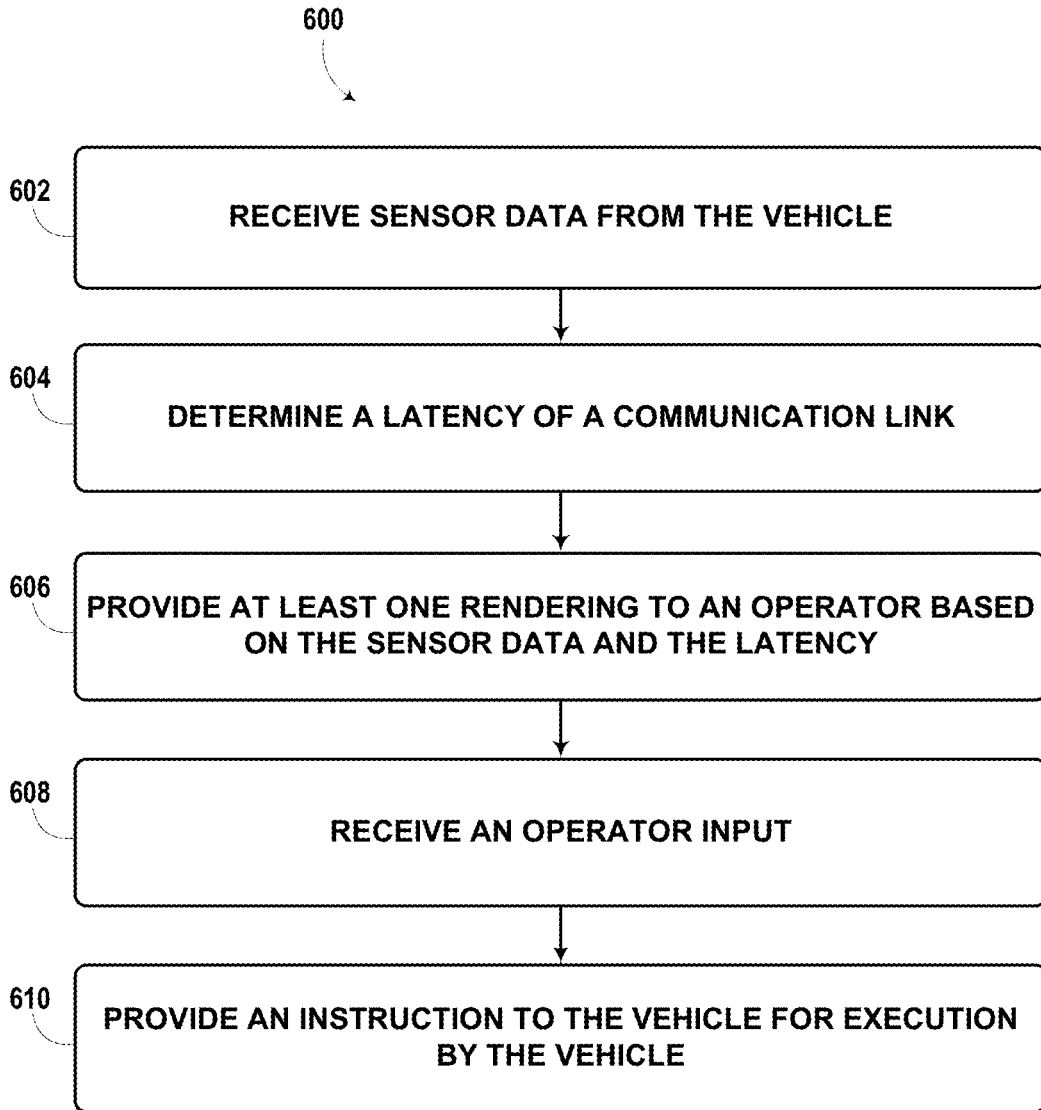 600
602
RECEIVE SENSOR DATA FROM THE VEHICLE
604
DETERMINE A LATENCY OF A COMMUNICATION LINK
606
PROVIDE AT LEAST ONE RENDERING TO AN OPERATOR BASED
ON THE SENSOR DATA AND THE LATENCY
608
RECEIVE AN OPERATOR INPUT
610
PROVIDE AN INSTRUCTION TO THE VEHICLE FOR EXECUTION
BY THE VEHICLE